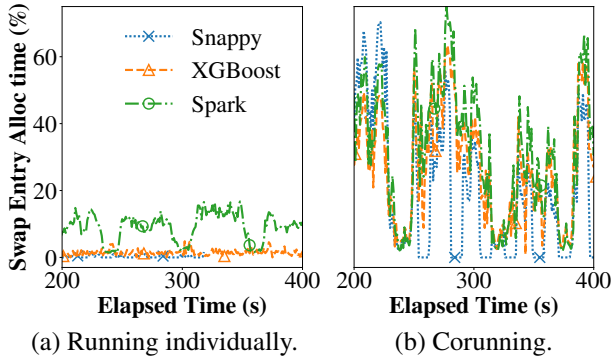 Swap Entry Alloc time (%)
60
40
20
0
Snappy
XGBoost
Spark
200
300
400
Elapsed Time (s)
(a) Running individually.
200
300
400
Elapsed Time (s)
(b) Corunning.